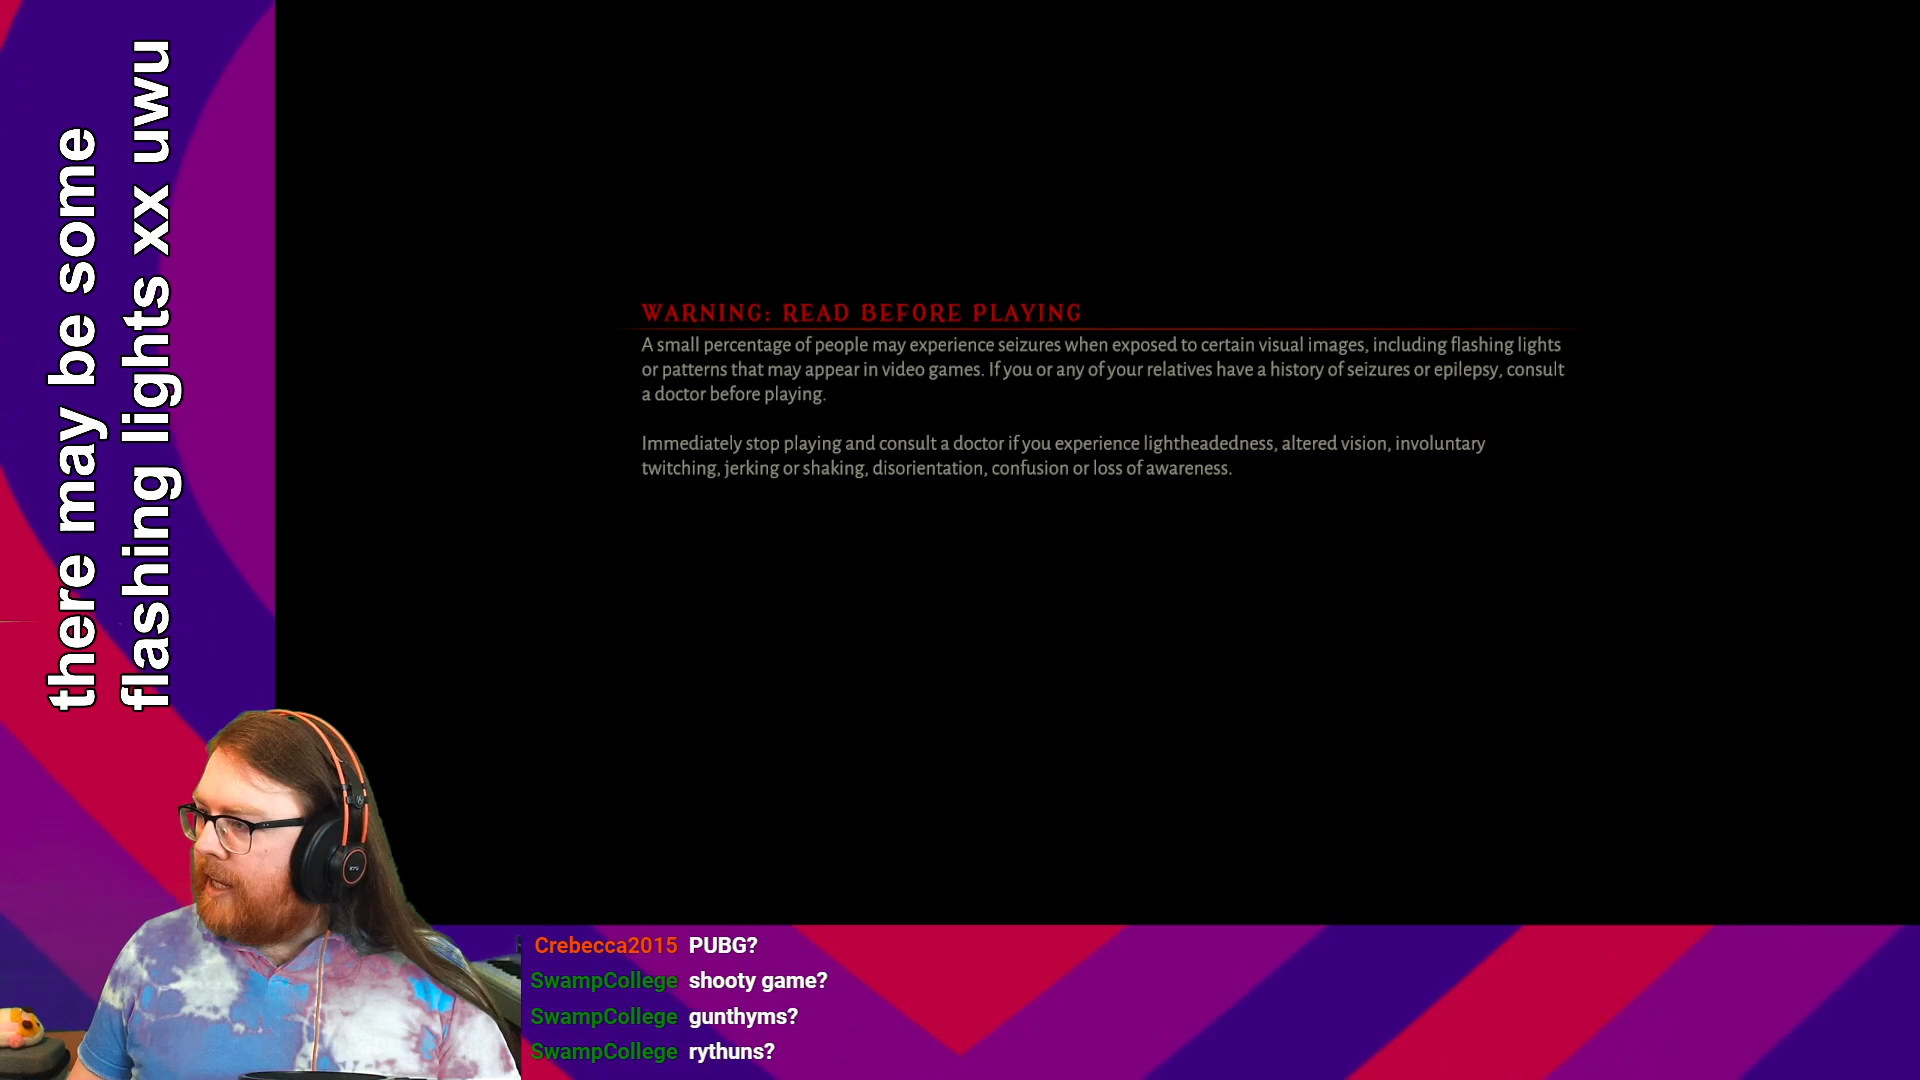 there may be some
flashing lights xx uwu
WARNING: READ BEFORE PLAYING
A small percentage of people may experience seizures when exposed to certain visual images, including flashing lights
or patterns that may appear in video games. If you or any of your relatives have a history of seizures or epilepsy, consult
a doctor before playing.
Immediately stop playing and consult a doctor if you experience lightheadedness, altered vision, involuntary
twitching, jerking or shaking, disorientation, confusion or loss of awareness.
Crebecca2015 PUBG?
SwampCollege shooty game?
SwampCollege gunthyms?
SwampCollege rythuns?